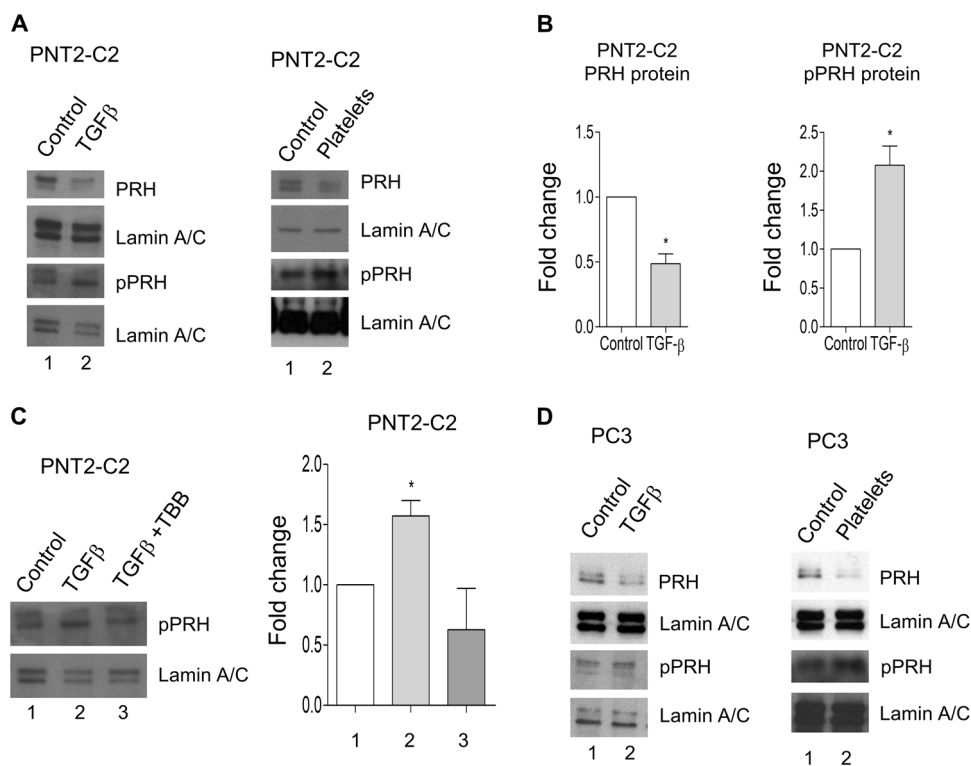 A
PNT2-C2
Control
TGFβ
PRH
Lamin A/C
pPRH
Lamin A/C
1 2
PNT2-C2
Control
Platelets
PRH
Lamin A/C
pPRH
Lamin A/C
1 2
B
PNT2-C2
PRH protein
Fold change
1.5
1.0
0.5
0.0
*
Control TGF-β
PNT2-C2
pPRH protein
Fold change
2.5
2.0
1.5
1.0
0.5
0.0
*
Control TGF-β
C
PNT2-C2
Control
TGFβ
TGFβ +TBB
pPRH
Lamin A/C
1 2 3
PNT2-C2
Fold change
2.0
1.5
1.0
0.5
0.0
*
1 2 3
D
PC3
Control
TGFβ
PRH
Lamin A/C
pPRH
Lamin A/C
1 2
PC3
Control
Platelets
PRH
Lamin A/C
pPRH
Lamin A/C
1 2